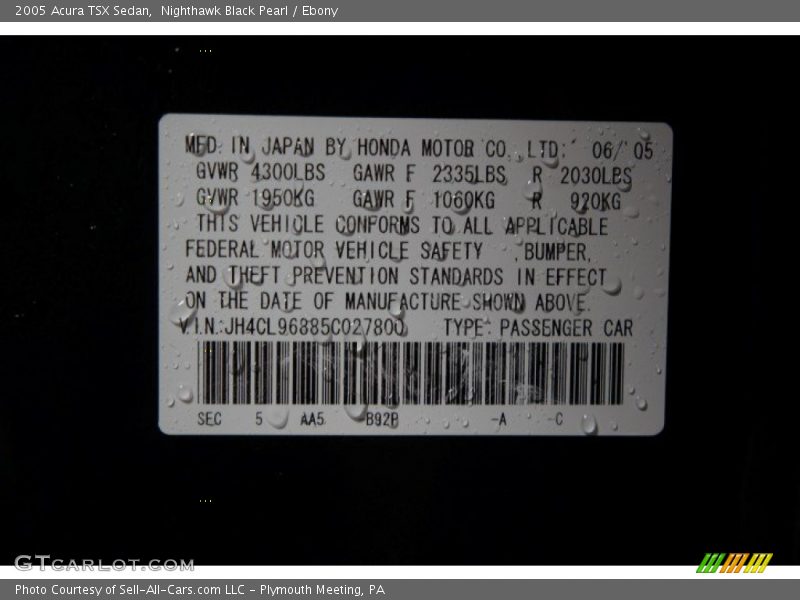 2005 Acura TSX Sedan,  Nighthawk Black Pearl / Ebony
MFD. IN JAPAN BY HONDA MOTOR CO., LTD. 06/05
GVWR 4300LBS GAWR F 2335LBS R 2030LBS
GVWR 1950KG GAWR F 1060KG R 920KG
THIS VEHICLE CONFORMS TO ALL APPLICABLE
FEDERAL MOTOR VEHICLE SAFETY ,BUMPER,
AND THEFT PREVENTION STANDARDS IN EFFECT
ON THE DATE OF MANUFACTURE SHOWN ABOVE.
V.I.N.:JH4CL96885C027800 TYPE: PASSENGER CAR
SEC 5 AA5 B92P -A -C
GTcarlot.com
Photo Courtesy of Sell-All-Cars.com LLC - Plymouth Meeting, PA